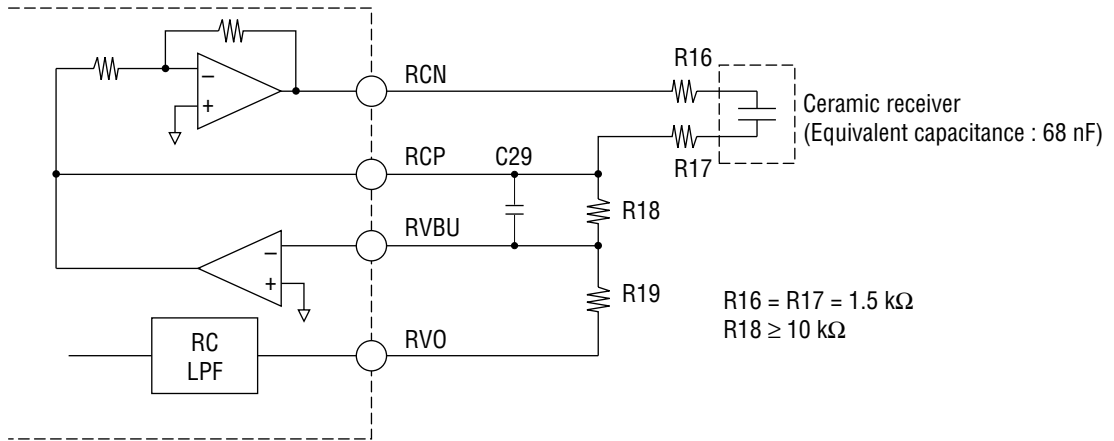 RCN
R16
Ceramic receiver
(Equivalent capacitance : 68 nF)
RCP
C29
R17
R18
RVBU
R19
R16 = R17 = 1.5 kΩ
R18 ≥ 10 kΩ
RC
LPF
RVO
−
+
−
+